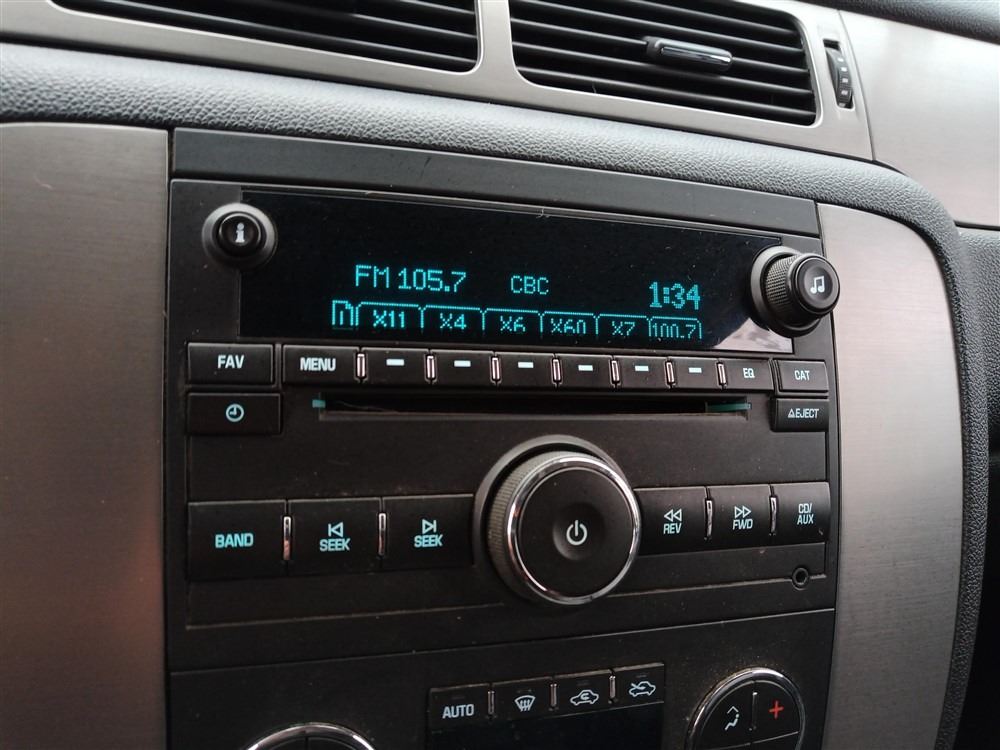 FM 105.7 CBC 1:34
X11 X4 X6 X60 X7 100.7
FAV MENU EQ CAT
EJECT
BAND SEEK SEEK REV FWD CD/
AUX
AUTO